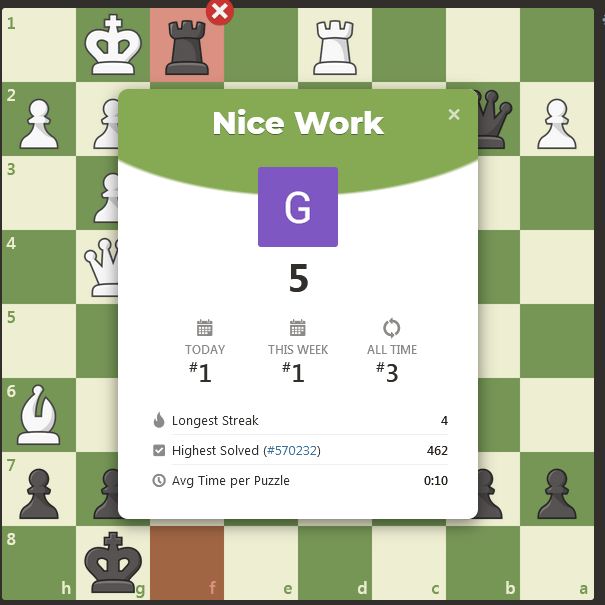 1
2
3
4
5
6
7
8
Nice Work
×
G
5
TODAY
#1
THIS WEEK
#1
ALL TIME
#3
Longest Streak 4
Highest Solved (#570232) 462
Avg Time per Puzzle 0:10
h g f e d c b a